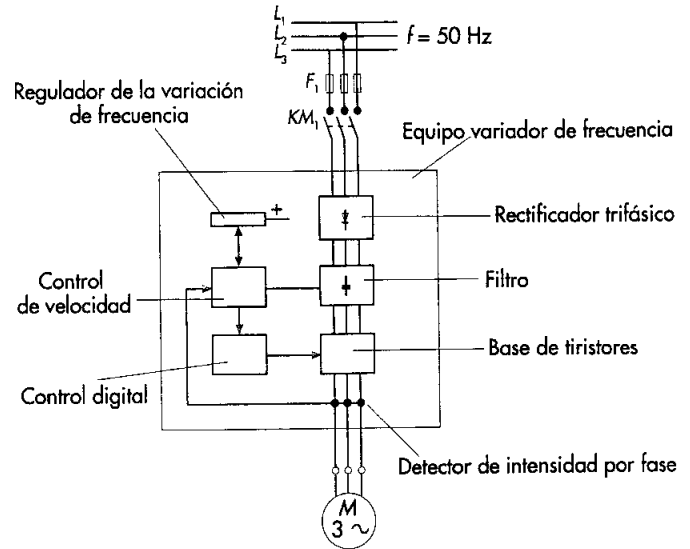 L₁
L₂
L₃
f = 50 Hz
F₁
KM₁
Regulador de la variación
de frecuencia
Equipo variador de frecuencia
+
Rectificador trifásico
Control
de velocidad
Filtro
Base de tiristores
Control digital
Detector de intensidad por fase
M
3 ~